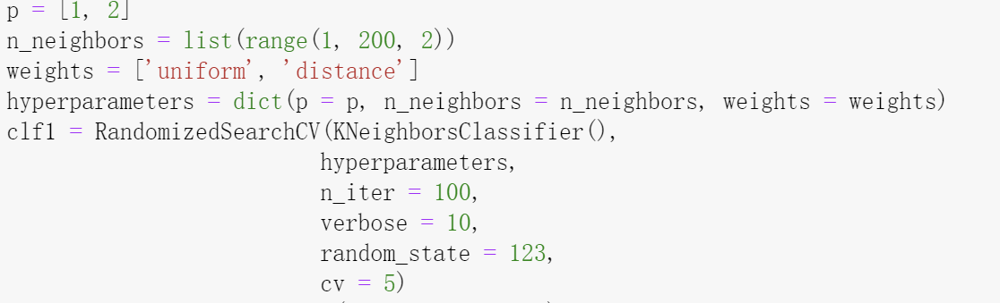 p = [1, 2]
n_neighbors = list(range(1, 200, 2))
weights = ['uniform', 'distance']
hyperparameters = dict(p = p, n_neighbors = n_neighbors, weights = weights)
clf1 = RandomizedSearchCV(KNeighborsClassifier(),
hyperparameters,
n_iter = 100,
verbose = 10,
random_state = 123,
cv = 5)